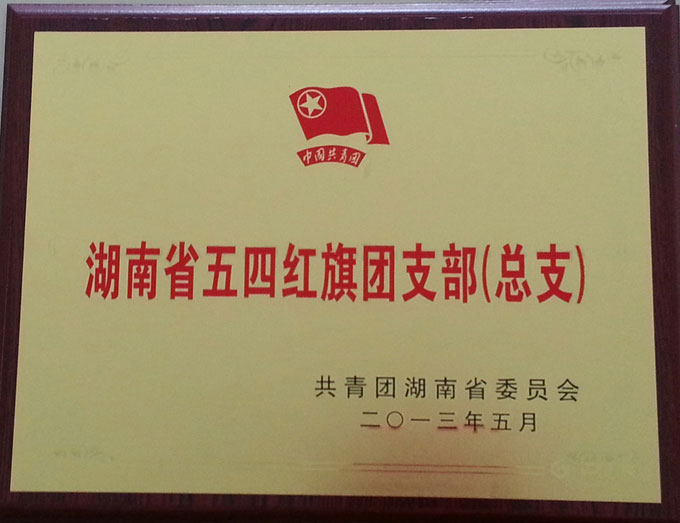 中国共青团
湖南省五四红旗团支部(总支)
共青团湖南省委员会
二〇一三年五月